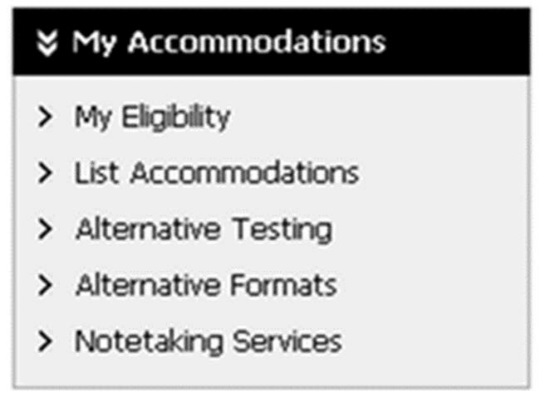 My Accommodations
My Eligibility
List Accommodations
Alternative Testing
Alternative Formats
Notetaking Services